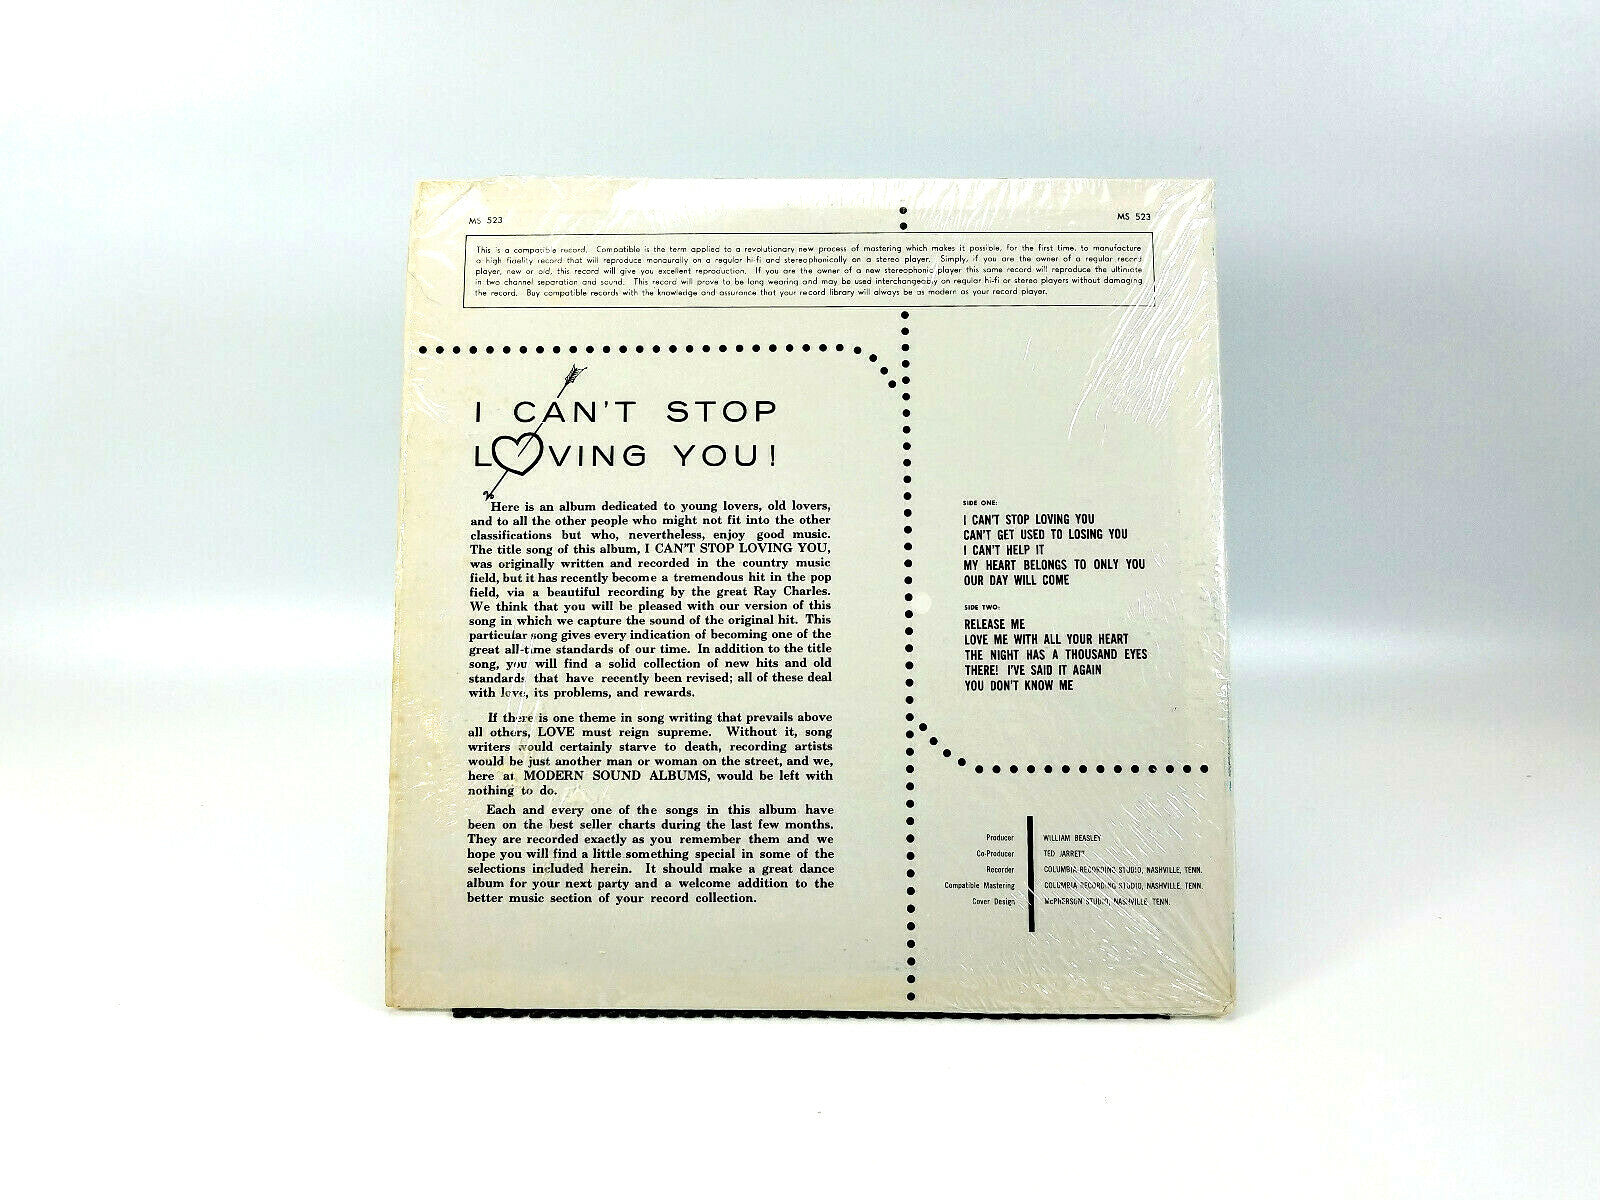 MS 523
MS 523
This is a compatible record. Compatible is the term applied to a revolutionary new process of mastering which makes it possible, for the first time, to manufacture
a high fidelity record that will reproduce monaurally on a regular hi-fi and stereophonically on a stereo player. Simply, if you are the owner of a regular record
player, new or old, this record will give you excellent reproduction. If you are the owner of a new stereophonic player this same record will reproduce the ultimate
in two channel separation and sound. This record will prove to be long wearing and may be used interchangeably on regular hi-fi or stereo players without damaging
the record. Buy compatible records with the knowledge and assurance that your record library will always be as modern as your record player.
I CAN'T STOP
LOVING YOU!
Here is an album dedicated to young lovers, old lovers,
and to all the other people who might not fit into the other
classifications but who, nevertheless, enjoy good music.
The title song of this album, I CAN'T STOP LOVING YOU,
was originally written and recorded in the country music
field, but it has recently become a tremendous hit in the pop
field, via a beautiful recording by the great Ray Charles.
We think that you will be pleased with our version of this
song in which we capture the sound of the original hit. This
particular song gives every indication of becoming one of the
great all-time standards of our time. In addition to the title
song, you will find a solid collection of new hits and old
standards that have recently been revised; all of these deal
with love, its problems, and rewards.
If there is one theme in song writing that prevails above
all others, LOVE must reign supreme. Without it, song
writers would certainly starve to death, recording artists
would be just another man or woman on the street, and we,
here at MODERN SOUND ALBUMS, would be left with
nothing to do.
Each and every one of the songs in this album have
been on the best seller charts during the last few months.
They are recorded exactly as you remember them and we
hope you will find a little something special in some of the
selections included herein. It should make a great dance
album for your next party and a welcome addition to the
better music section of your record collection.
SIDE ONE:
I CAN'T STOP LOVING YOU
CAN'T GET USED TO LOSING YOU
I CAN'T HELP IT
MY HEART BELONGS TO ONLY YOU
OUR DAY WILL COME
SIDE TWO:
RELEASE ME
LOVE ME WITH ALL YOUR HEART
THE NIGHT HAS A THOUSAND EYES
THERE! I'VE SAID IT AGAIN
YOU DON'T KNOW ME
Producer WILLIAM BEASLEY
Co-Producer TED JARRETT
Recorder COLUMBIA RECORDING STUDIO, NASHVILLE, TENN.
Compatible Mastering COLUMBIA RECORDING STUDIO, NASHVILLE, TENN.
Cover Design McPHERSON STUDIO, NASHVILLE, TENN.